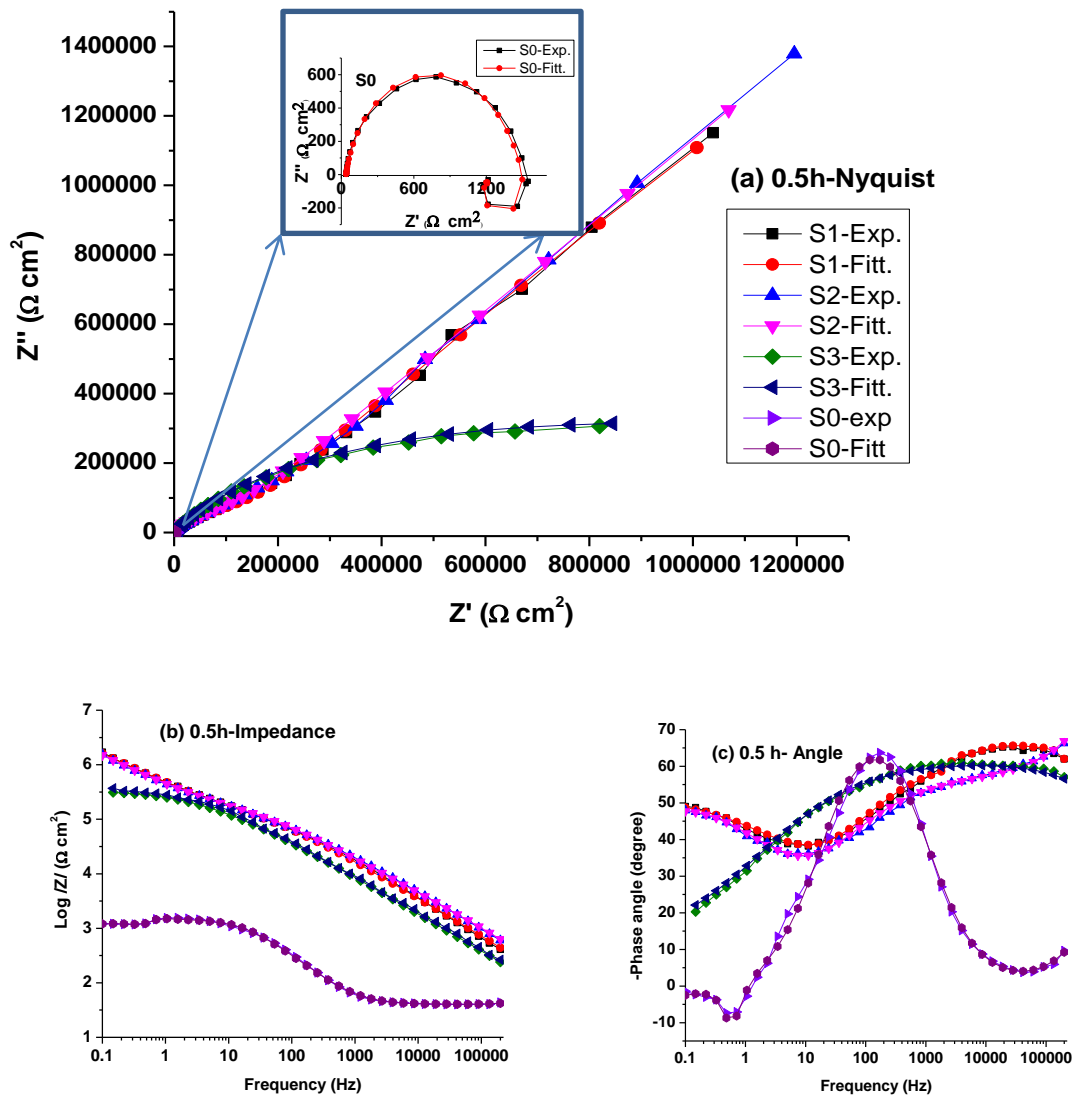 1400000
1200000
1000000
800000
600000
400000
200000
0
Z'' (Ω cm²)
0 200000 400000 600000 800000 1000000 1200000
Z' (Ω cm²)
S0-Exp.
S0-Fitt.
S0
600
400
200
0
-200
Z'' (Ω cm²)
0 600 1200
Z' (Ω cm²)
(a) 0.5h-Nyquist
S1-Exp.
S1-Fitt.
S2-Exp.
S2-Fitt.
S3-Exp.
S3-Fitt.
S0-exp
S0-Fitt
(b) 0.5h-Impedance
7
6
5
4
3
2
1
Log /Z/ (Ω cm²)
0.1 1 10 100 1000 10000 100000
Frequency (Hz)
(c) 0.5 h- Angle
70
60
50
40
30
20
10
0
-10
-Phase angle (degree)
0.1 1 10 100 1000 10000 100000
Frequency (Hz)